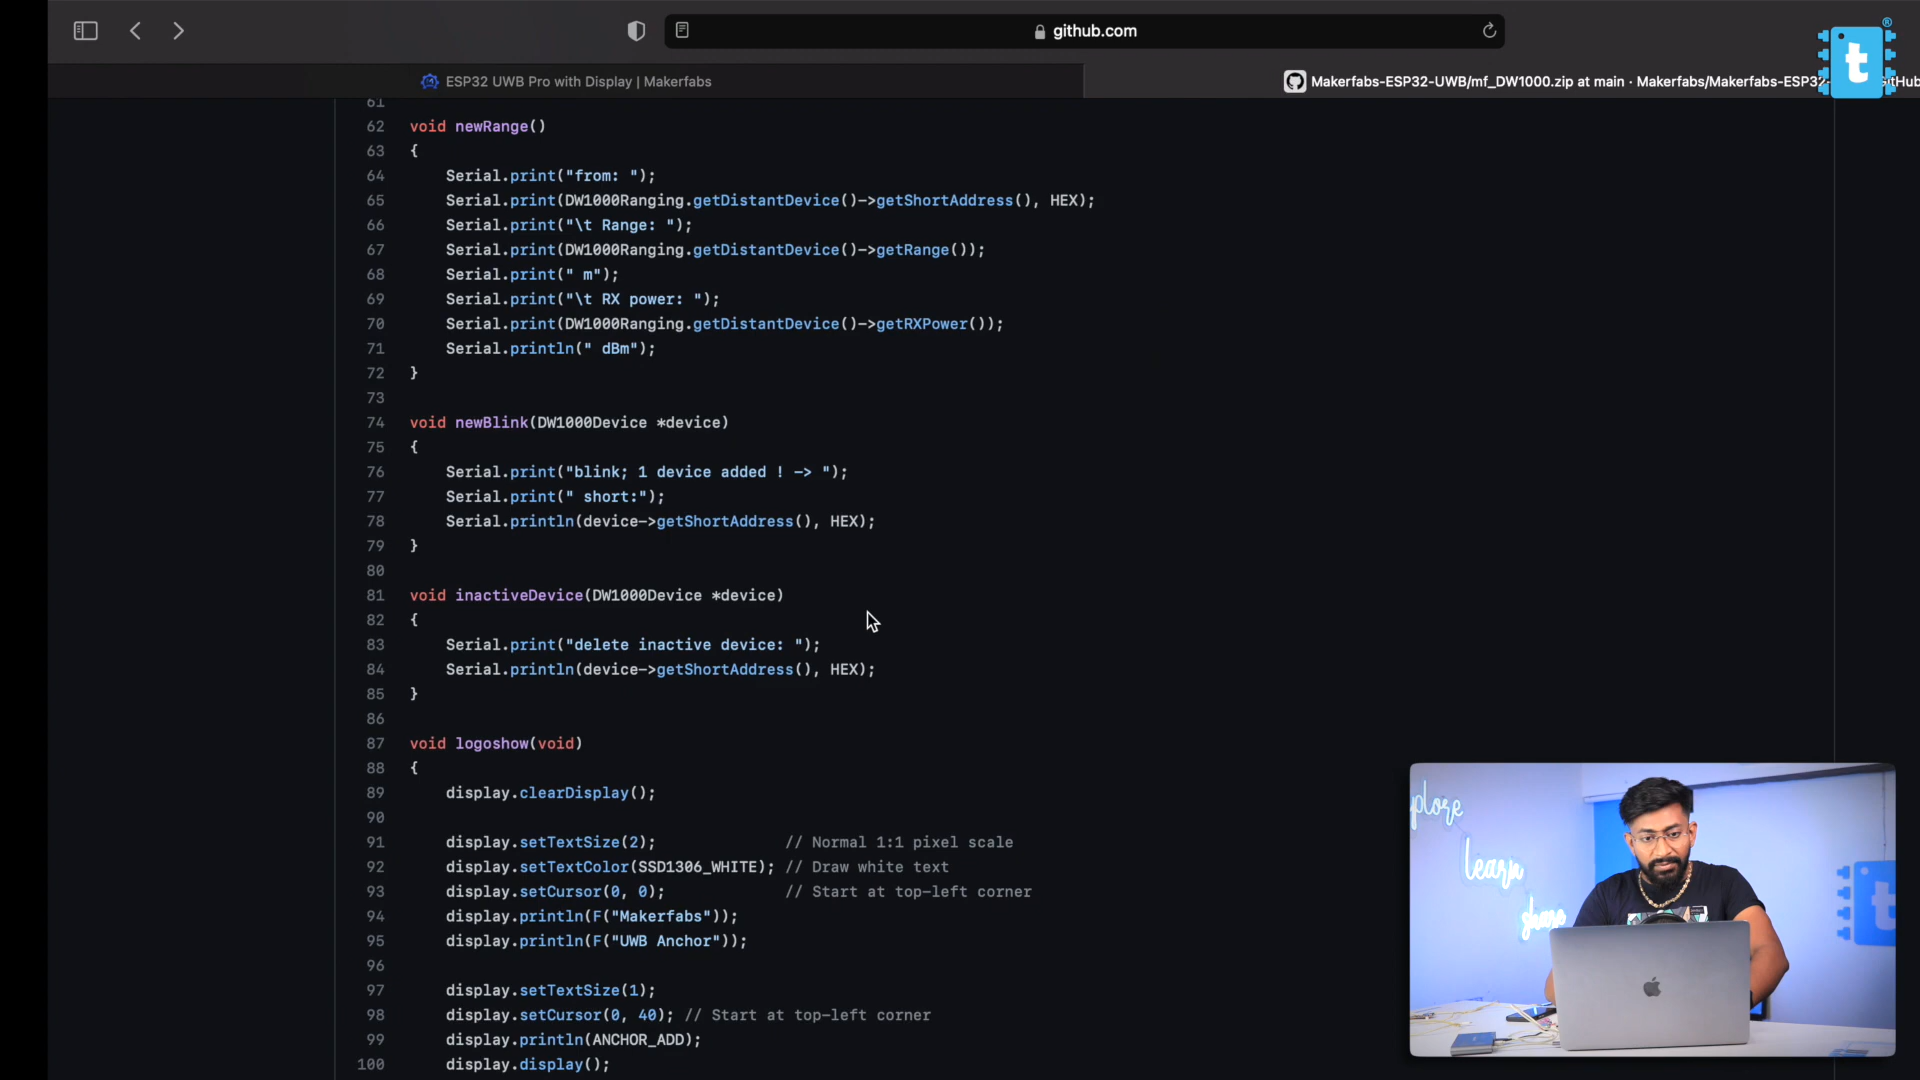 github.com
ESP32 UWB Pro with Display | Makerfabs
Makerfabs-ESP32-UWB/mf_DW1000.zip at main · Makerfabs/Makerfabs-ESP32-
GitHub
t
®
61
62 void newRange()
63 {
64 Serial.print("from: ");
65 Serial.print(DW1000Ranging.getDistantDevice()->getShortAddress(), HEX);
66 Serial.print("\t Range: ");
67 Serial.print(DW1000Ranging.getDistantDevice()->getRange());
68 Serial.print(" m");
69 Serial.print("\t RX power: ");
70 Serial.print(DW1000Ranging.getDistantDevice()->getRXPower());
71 Serial.println(" dBm");
72 }
73
74 void newBlink(DW1000Device *device)
75 {
76 Serial.print("blink; 1 device added ! -> ");
77 Serial.print(" short:");
78 Serial.println(device->getShortAddress(), HEX);
79 }
80
81 void inactiveDevice(DW1000Device *device)
82 {
83 Serial.print("delete inactive device: ");
84 Serial.println(device->getShortAddress(), HEX);
85 }
86
87 void logoshow(void)
88 {
89 display.clearDisplay();
90
91 display.setTextSize(2); // Normal 1:1 pixel scale
92 display.setTextColor(SSD1306_WHITE); // Draw white text
93 display.setCursor(0, 0); // Start at top-left corner
94 display.println(F("Makerfabs"));
95 display.println(F("UWB Anchor"));
96
97 display.setTextSize(1);
98 display.setCursor(0, 40); // Start at top-left corner
99 display.println(ANCHOR_ADD);
100 display.display();
plore
learn
share
t